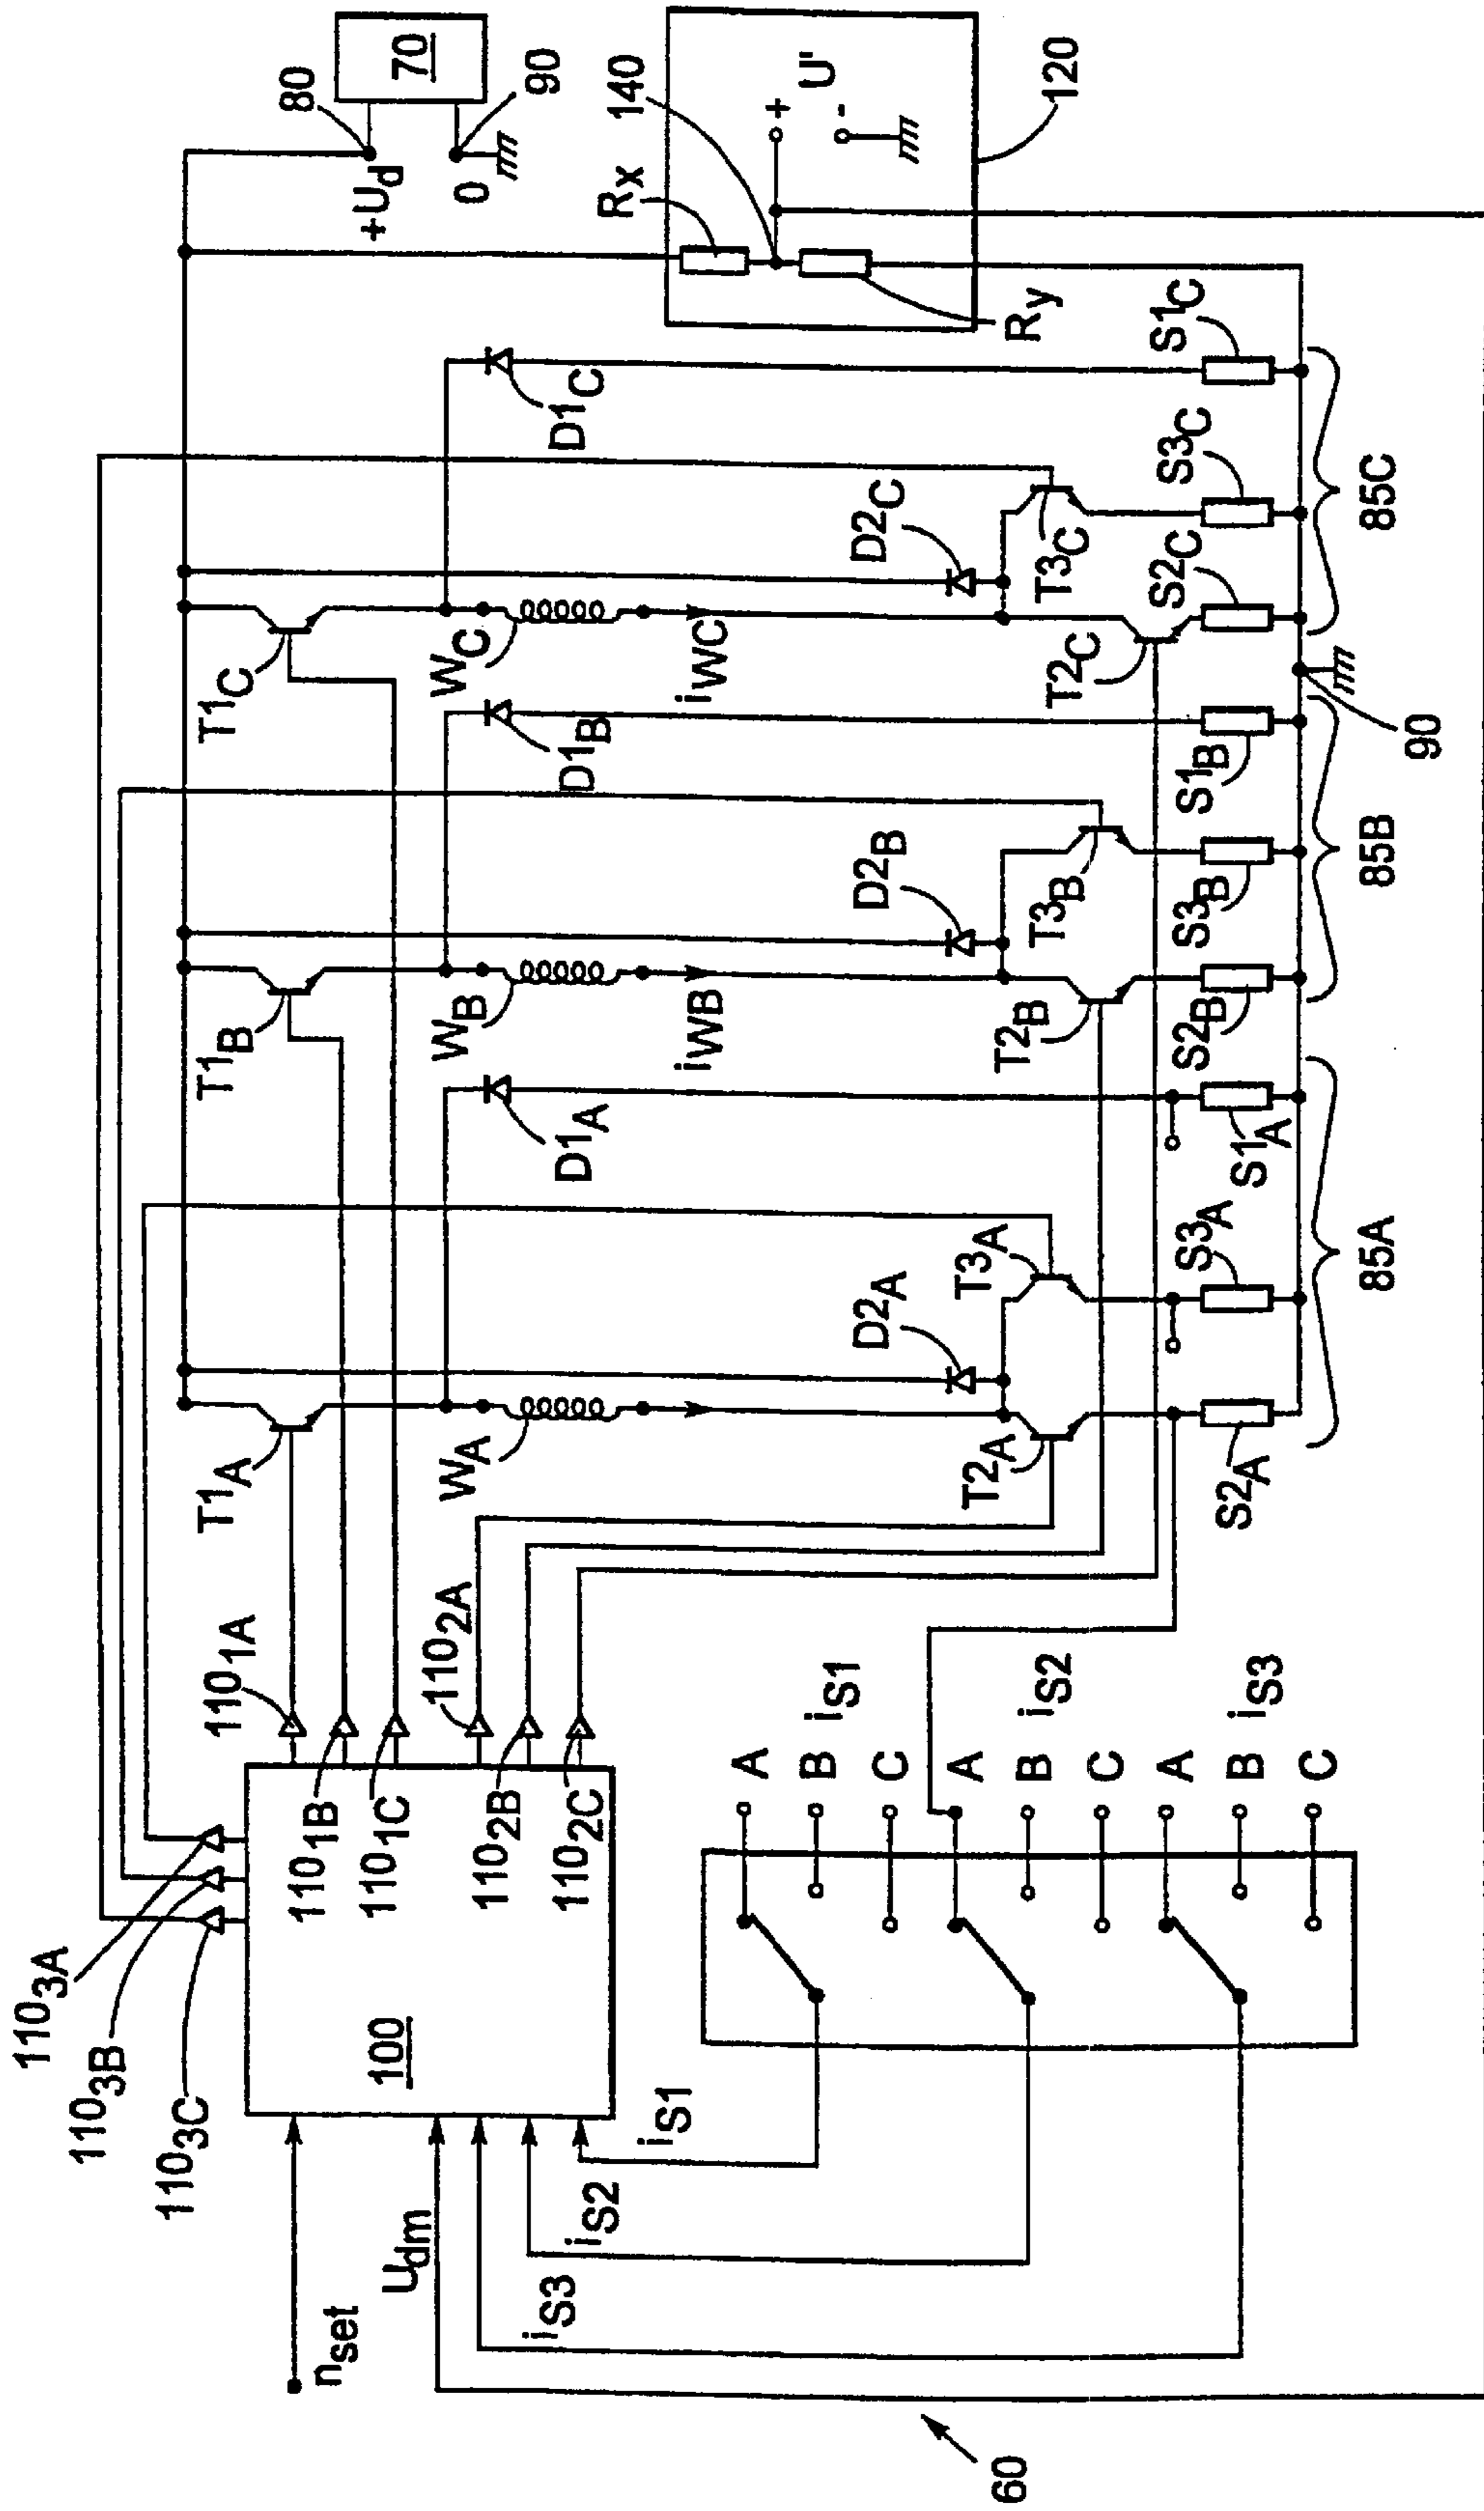 110₃A
110₃B
110₃C
110₁A
110₁B
110₁C
110₂A
110₂B
110₂C
100
nset
Udm
iS3
iS2
iS1
60
A
B
C
iS1
A
B
C
iS2
A
B
C
iS3
T1A
WA
T2A
D2A
T3A
D1A
S2A
S3A
S1A
85A
T1B
WB
iWB
T2B
D2B
T3B
D1B
S2B
S3B
S1B
85B
90
T1C
WC
iWC
T2C
D2C
T3C
D1C
S2C
S3C
S1C
85C
+Ud
80
70
0
90
Rx
140
+
U'
-
Ry
120